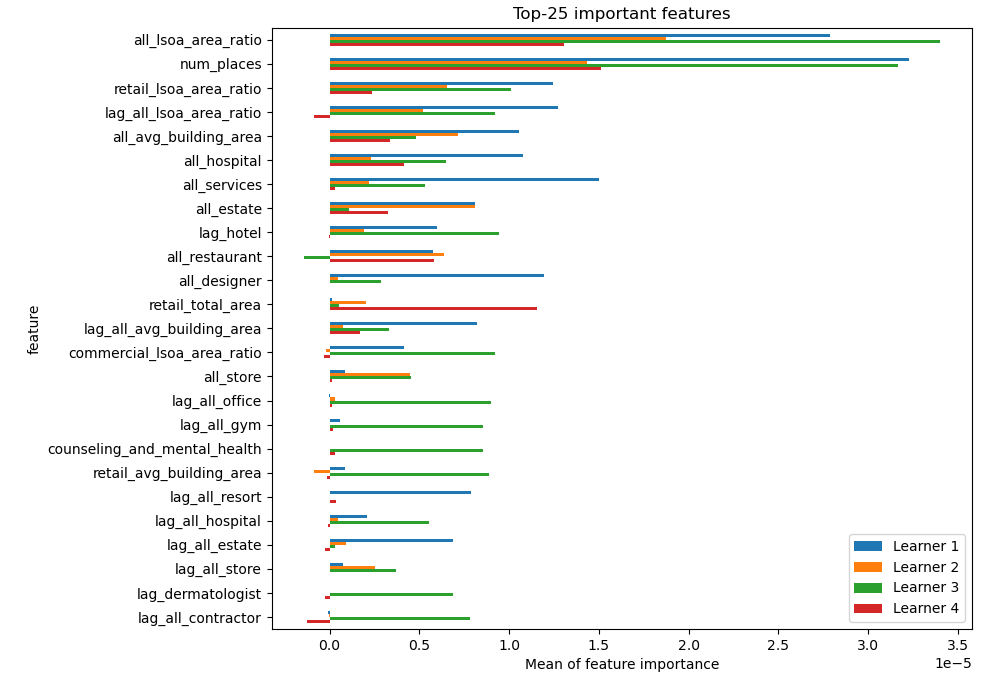 Top-25 important features
all_lsoa_area_ratio
num_places
retail_lsoa_area_ratio
lag_all_lsoa_area_ratio
all_avg_building_area
all_hospital
all_services
all_estate
lag_hotel
all_restaurant
all_designer
retail_total_area
lag_all_avg_building_area
commercial_lsoa_area_ratio
all_store
lag_all_office
lag_all_gym
counseling_and_mental_health
retail_avg_building_area
lag_all_resort
lag_all_hospital
lag_all_estate
lag_all_store
lag_dermatologist
lag_all_contractor
feature
Learner 1
Learner 2
Learner 3
Learner 4
0.0 0.5 1.0 1.5 2.0 2.5 3.0 3.5
1e−5
Mean of feature importance